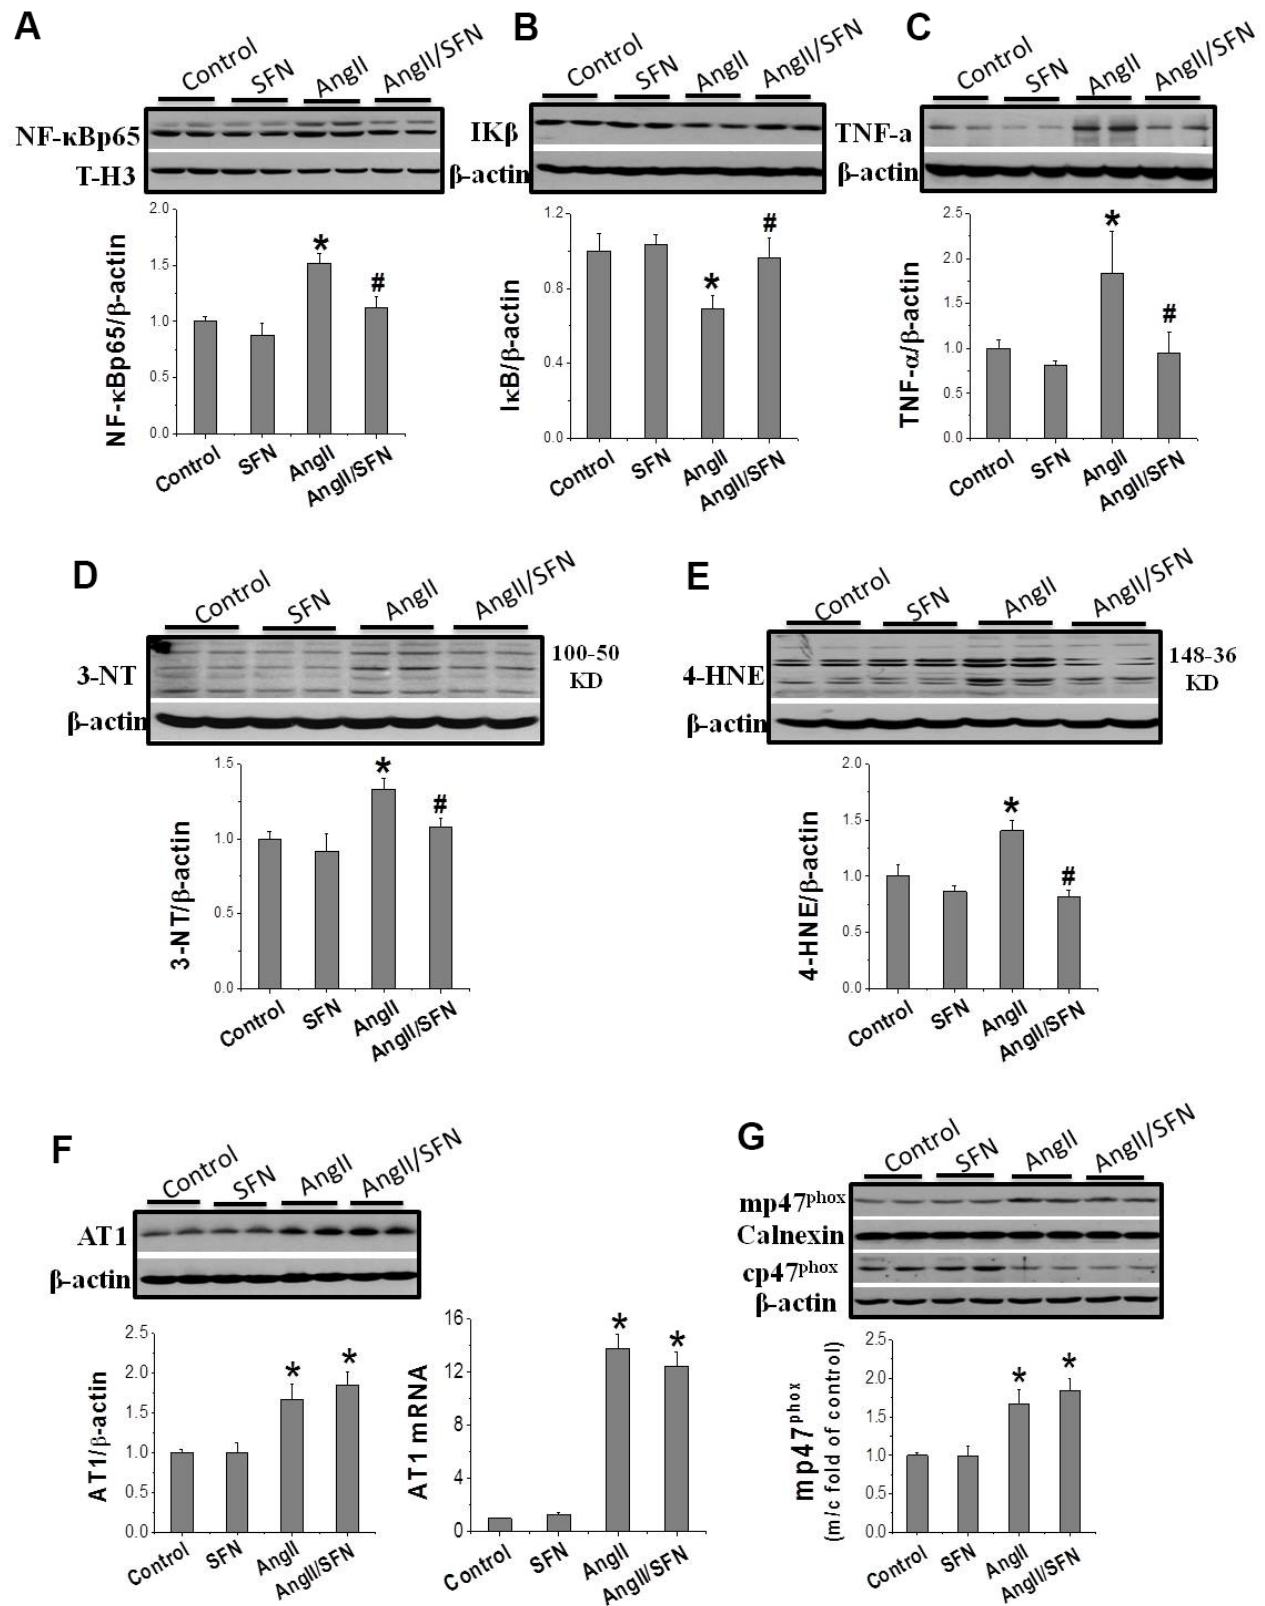 A
Control SFN AngII AngII/SFN
NF-κBp65
T-H3
NF-κBp65/β-actin
2.0
1.5
1.0
0.5
0.0
Control SFN AngII AngII/SFN
*
#
B
Control SFN AngII AngII/SFN
IKβ
β-actin
IκB/β-actin
1.2
0.8
0.4
0.0
Control SFN AngII AngII/SFN
*
#
C
Control SFN AngII AngII/SFN
TNF-a
β-actin
TNF-α/β-actin
2.5
2.0
1.5
1.0
0.5
0.0
Control SFN AngII AngII/SFN
*
#
D
Control SFN AngII AngII/SFN
3-NT
100-50
KD
β-actin
3-NT/β-actin
1.5
1.0
0.5
0.0
Control SFN AngII AngII/SFN
*
#
E
Control SFN AngII AngII/SFN
4-HNE
148-36
KD
β-actin
4-HNE/β-actin
2.0
1.5
1.0
0.5
0.0
Control SFN AngII AngII/SFN
*
#
F
Control SFN AngII AngII/SFN
AT1
β-actin
AT1/β-actin
2.5
2.0
1.5
1.0
0.5
0.0
Control SFN AngII AngII/SFN
*
*
AT1 mRNA
16
12
8
4
0
Control SFN AngII AngII/SFN
*
*
G
Control SFN AngII AngII/SFN
mp47phox
Calnexin
cp47phox
β-actin
mp47phox
(m/c fold of control)
2.5
2.0
1.5
1.0
0.5
0.0
Control SFN AngII AngII/SFN
*
*